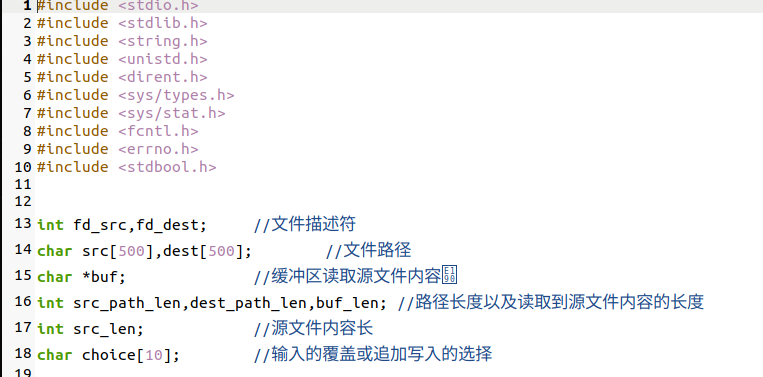 1 #include <stdio.h>
2 #include <stdlib.h>
3 #include <string.h>
4 #include <unistd.h>
5 #include <dirent.h>
6 #include <sys/types.h>
7 #include <sys/stat.h>
8 #include <fcntl.h>
9 #include <errno.h>
10 #include <stdbool.h>
11
12
13 int fd_src,fd_dest; //文件描述符
14 char src[500],dest[500]; //文件路径
15 char *buf; //缓冲区读取源文件内容
16 int src_path_len,dest_path_len,buf_len; //路径长度以及读取到源文件内容的长度
17 int src_len; //源文件内容长
18 char choice[10]; //输入的覆盖或追加写入的选择
19